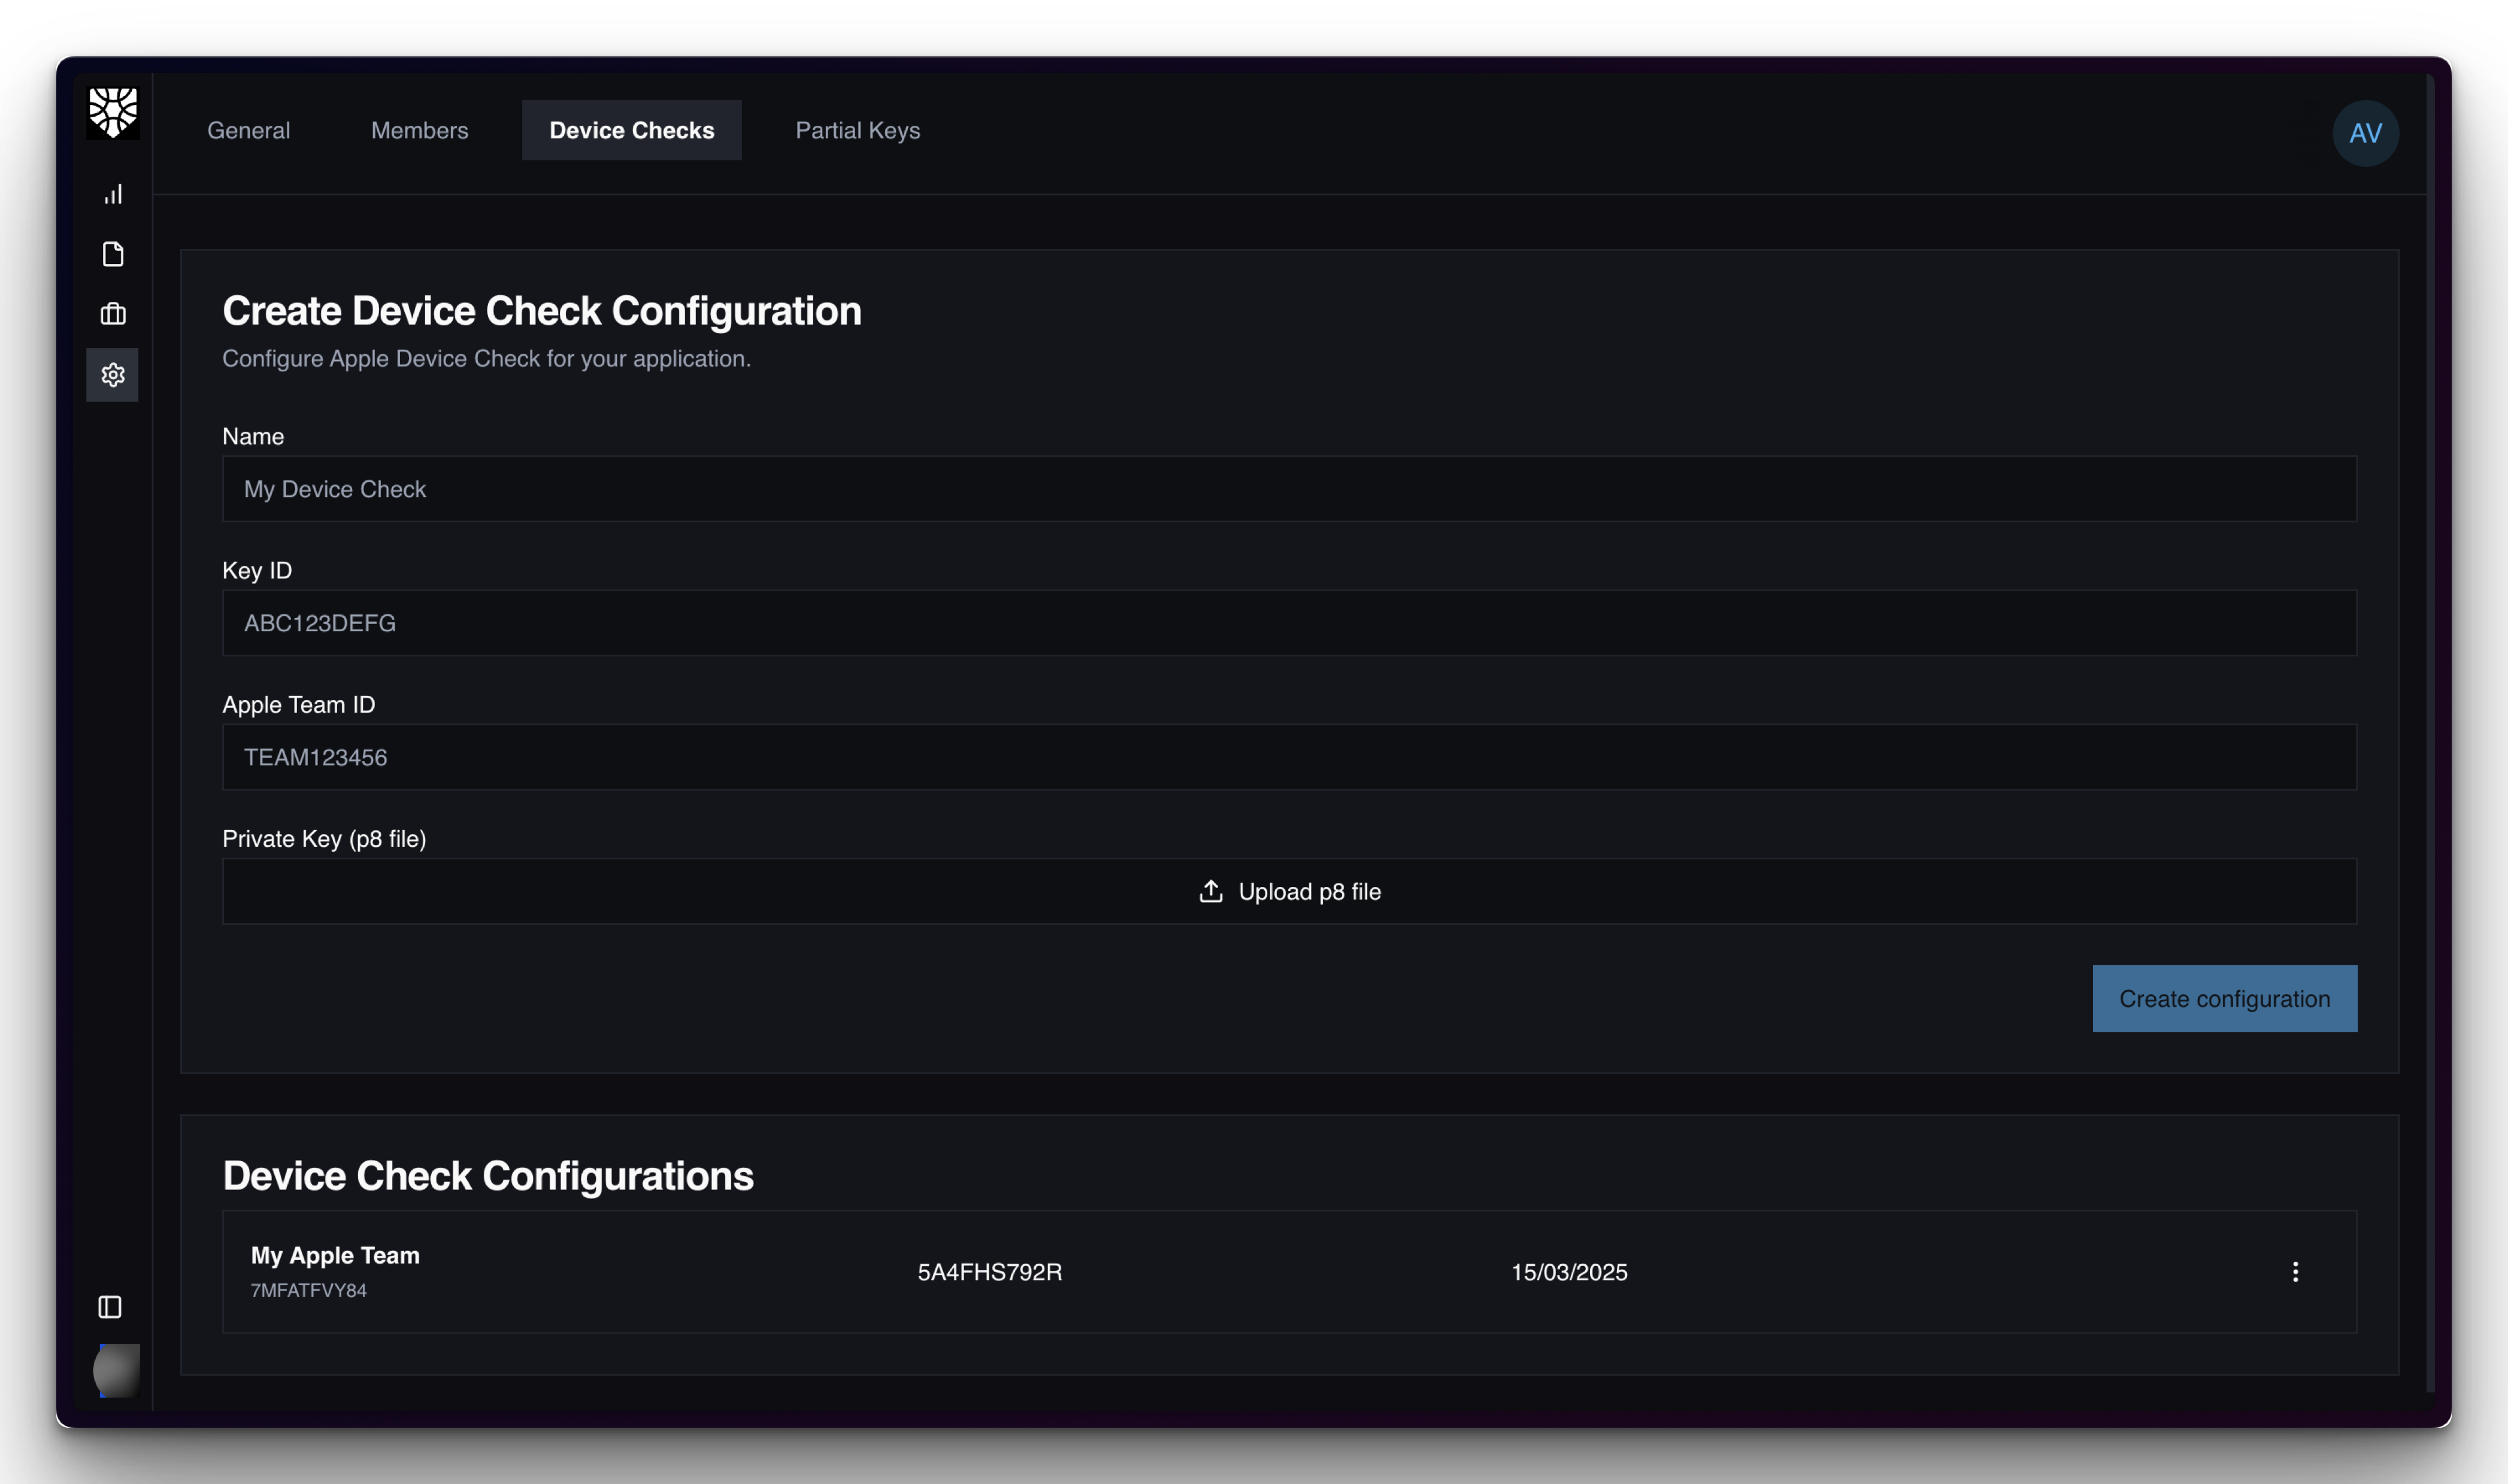 General
Members
Device Checks
Partial Keys
AV
Create Device Check Configuration
Configure Apple Device Check for your application.
Name
My Device Check
Key ID
ABC123DEFG
Apple Team ID
TEAM123456
Private Key (p8 file)
Upload p8 file
Create configuration
Device Check Configurations
My Apple Team
7MFATFVY84
5A4FHS792R
15/03/2025